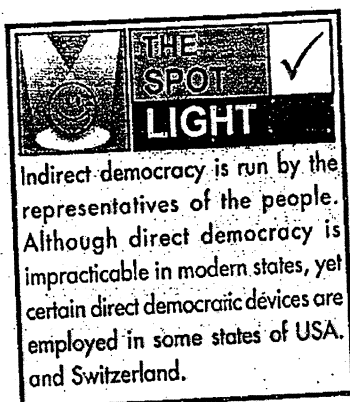 THE
SPOT
LIGHT
Indirect democracy is run by the
representatives of the people.
Although direct democracy is
impracticable in modern states, yet
certain direct democratic devices are
employed in some states of USA.
and Switzerland.